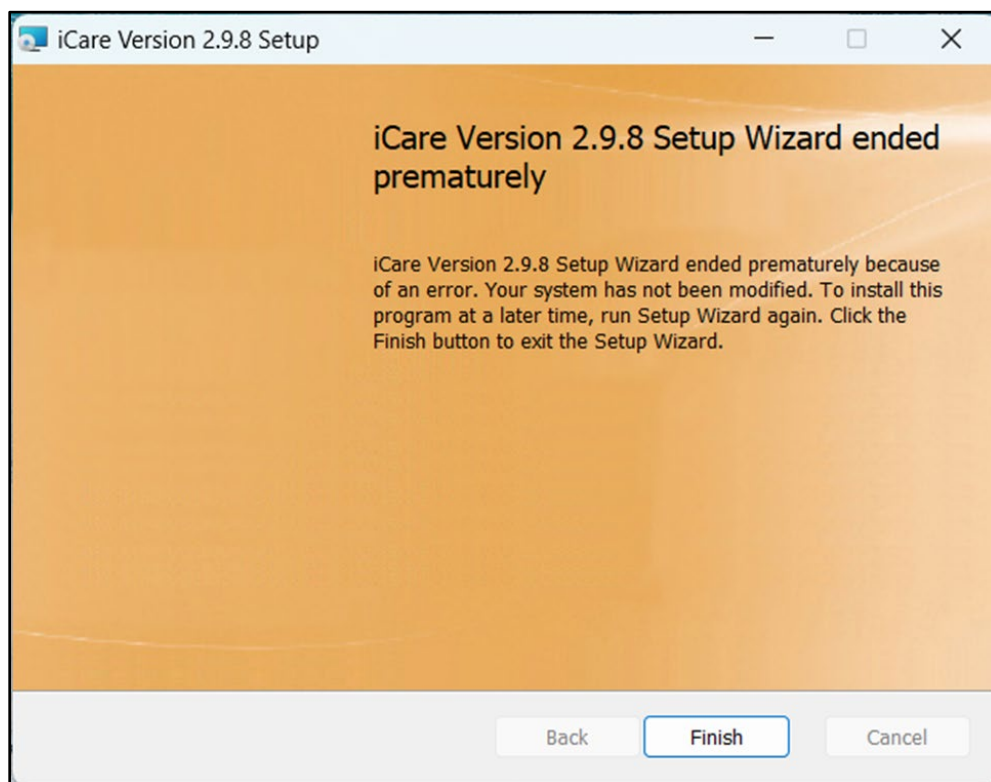 iCare Version 2.9.8 Setup
iCare Version 2.9.8 Setup Wizard ended
prematurely
iCare Version 2.9.8 Setup Wizard ended prematurely because
of an error. Your system has not been modified. To install this
program at a later time, run Setup Wizard again. Click the
Finish button to exit the Setup Wizard.
Back Finish Cancel